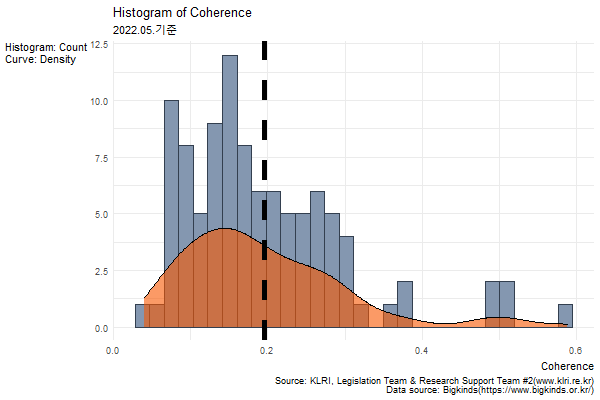 Histogram of Coherence
2022.05.기준
Histogram: Count
Curve: Density
12.5
10.0
7.5
5.0
2.5
0.0
0.0 0.2 0.4 0.6
Coherence
Source: KLRI, Legislation Team & Research Support Team #2(www.klri.re.kr)
Data source: Bigkinds(https://www.bigkinds.or.kr/)